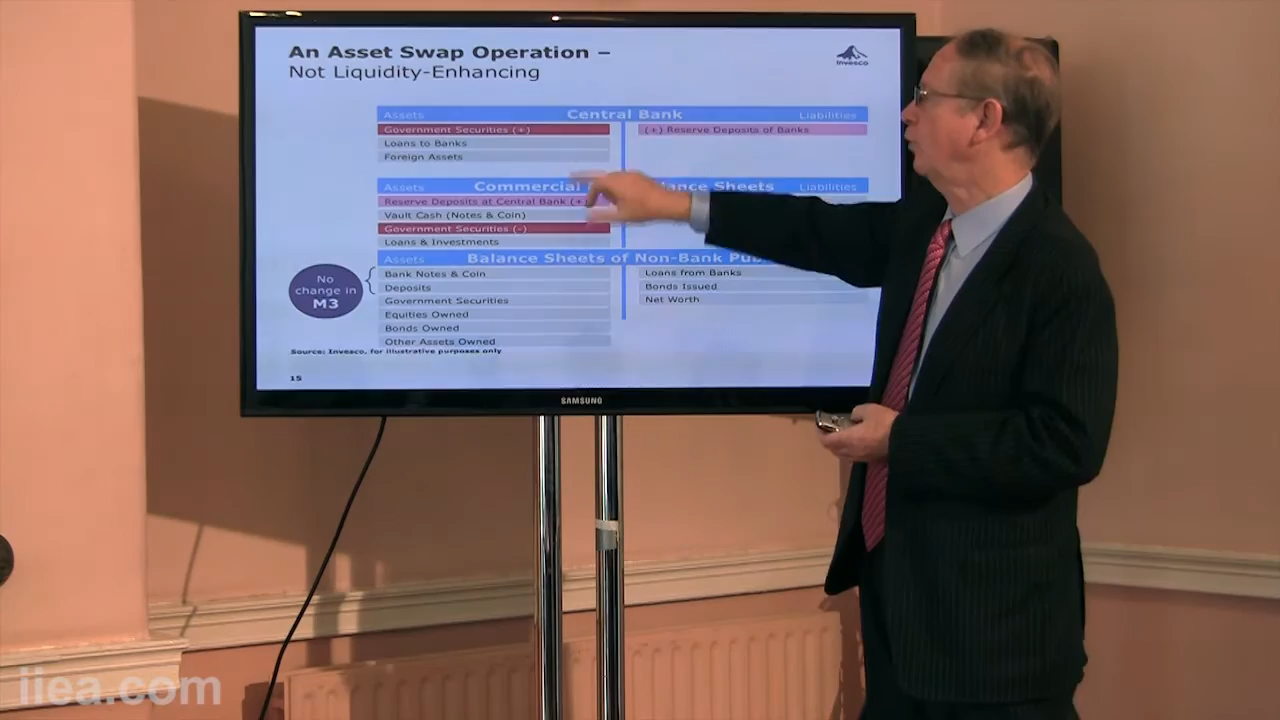 An Asset Swap Operation –
Not Liquidity-Enhancing
Invesco
Assets Central Bank Liabilities
Government Securities (+) (+) Reserve Deposits of Banks
Loans to Banks
Foreign Assets
Assets Commercial Balance Sheets Liabilities
Reserve Deposits at Central Bank (+)
Vault Cash (Notes & Coin)
Government Securities (-)
Loans & Investments
Assets Balance Sheets of Non-Bank
Bank Notes & Coin Loans from Banks
Deposits Bonds Issued
Government Securities Net Worth
Equities Owned
Bonds Owned
Other Assets Owned
No
change in
M3
Source: Invesco, for illustrative purposes only
15
SAMSUNG
iiea.com